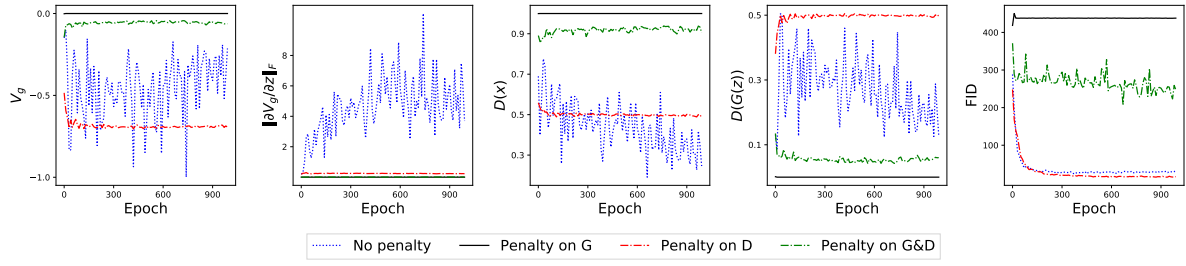 0.0
−0.5
−1.0
V_g
0
300
600
900
Epoch
8
6
4
2
‖∂V_g/∂z‖_F
0
300
600
900
Epoch
0.9
0.7
0.5
0.3
D(x)
0
300
600
900
Epoch
0.5
0.3
0.1
D(G(z))
0
300
600
900
Epoch
400
300
200
100
FID
0
300
600
900
Epoch
No penalty
Penalty on G
Penalty on D
Penalty on G&D